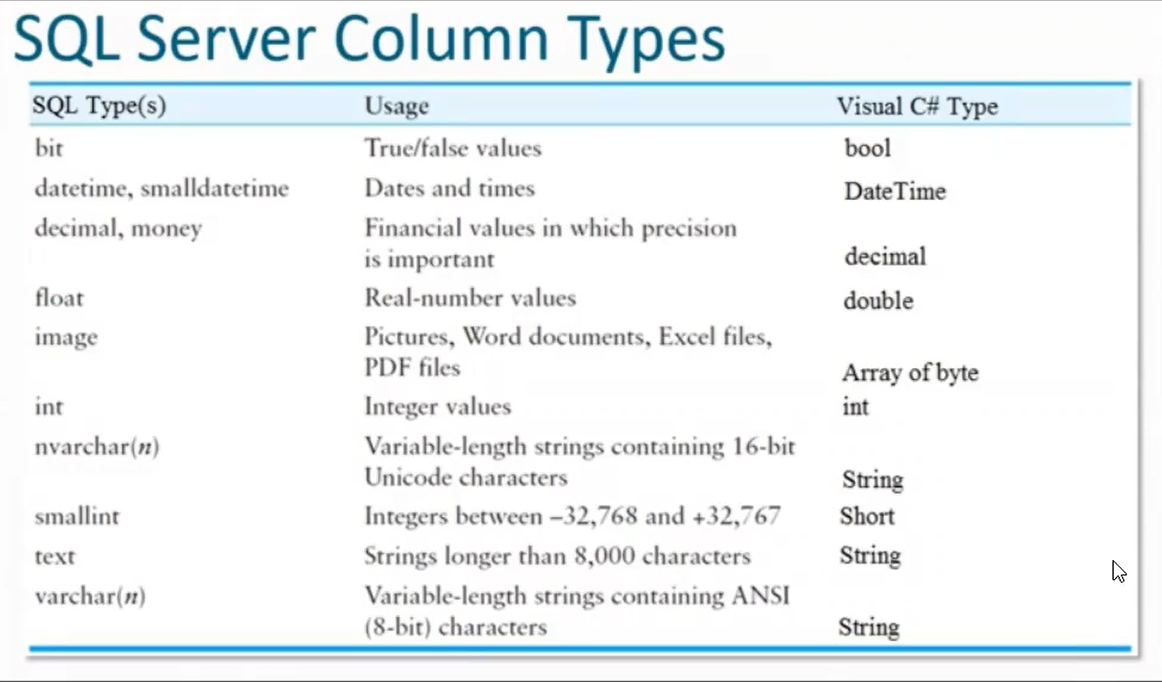 SQL Server Column Types
SQL Type(s) Usage Visual C# Type
bit True/false values bool
datetime, smalldatetime Dates and times DateTime
decimal, money Financial values in which precision
is important decimal
float Real-number values double
image Pictures, Word documents, Excel files,
PDF files Array of byte
int Integer values int
nvarchar(n) Variable-length strings containing 16-bit
Unicode characters String
smallint Integers between –32,768 and +32,767 Short
text Strings longer than 8,000 characters String
varchar(n) Variable-length strings containing ANSI
(8-bit) characters String